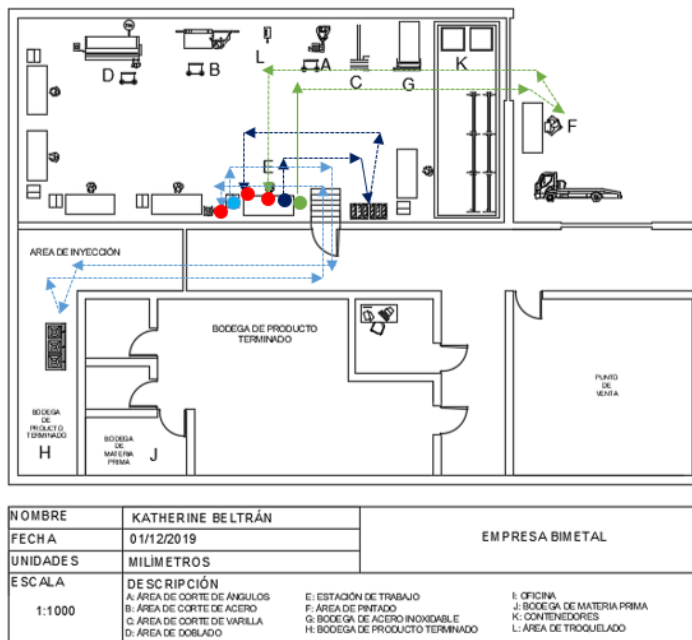 L
D
B
A
C
G
K
F
E
AREA DE INYECCIÓN
BODEGA DE PRODUCTO
TERMINADO
PUNTO
DE
VENTA
BODEGA
DE
PRODUCTO
TERMINADO
H
BODEGA
DE
MATERIA
PRIMA
J
NOMBRE
KATHERINE BELTRÁN
EMPRESA BIMETAL
FECHA
01/12/2019
UNIDADES
MILÍMETROS
ESCALA
1:1000
DESCRIPCIÓN
A: ÁREA DE CORTE DE ÁNGULOS
B: ÁREA DE CORTE DE ACERO
C: ÁREA DE CORTE DE VARILLA
D: ÁREA DE DOBLADO
E: ESTACIÓN DE TRABAJO
F: ÁREA DE PINTADO
G: BODEGA DE ACERO INOXIDABLE
H: BODEGA DE PRODUCTO TERMINADO
I: OFICINA
J: BODEGA DE MATERIA PRIMA
K: CONTENEDORES
L: ÁREA DE TROQUELADO